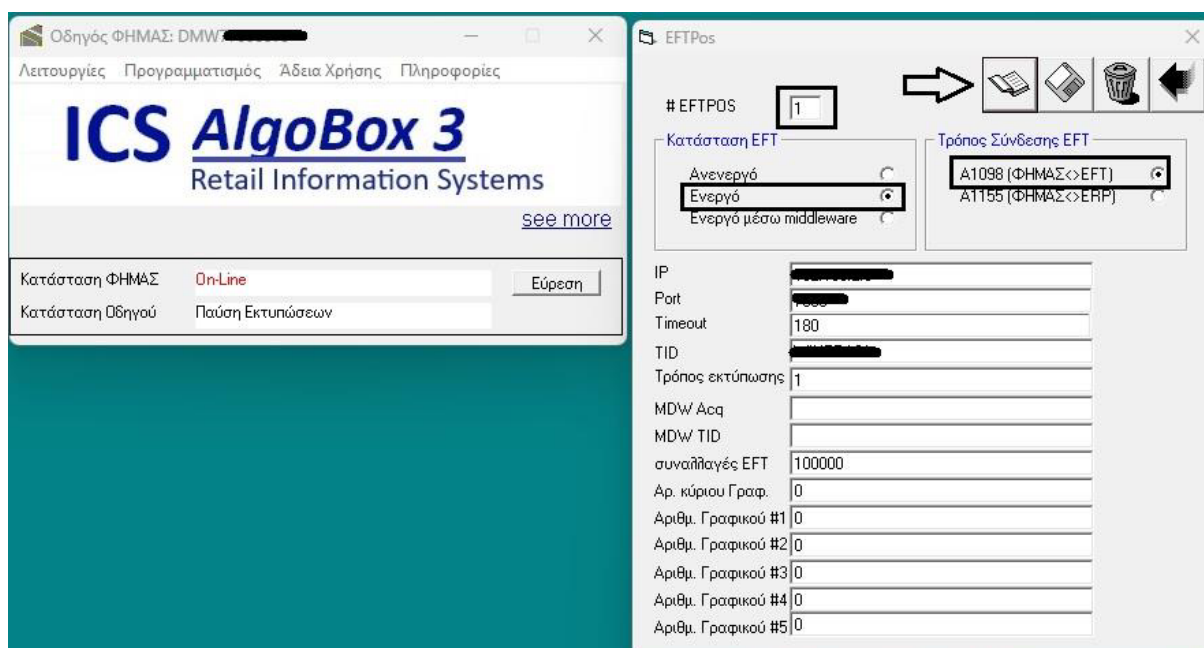 Οδηγός ΦΗΜΑΣ: DMW
Λειτουργίες Προγραμματισμός Άδεια Χρήσης Πληροφορίες
ICS AlgoBox 3
Retail Information Systems
see more
Κατάσταση ΦΗΜΑΣ On-Line Εύρεση
Κατάσταση Οδηγού Παύση Εκτυπώσεων
EFTPos
# EFTPOS 1
Κατάσταση EFT
Ανενεργό
Ενεργό
Ενεργό μέσω middleware
Τρόπος Σύνδεσης EFT
A1098 (ΦΗΜΑΣ<>EFT)
A1155 (ΦΗΜΑΣ<>ERP)
IP
Port
Timeout 180
TID
Τρόπος εκτύπωσης 1
MDW Acq
MDW TID
συναλλαγές EFT 100000
Αρ. κύριου Γραφ. 0
Αριθμ. Γραφικού #1 0
Αριθμ. Γραφικού #2 0
Αριθμ. Γραφικού #3 0
Αριθμ. Γραφικού #4 0
Αριθμ. Γραφικού #5 0